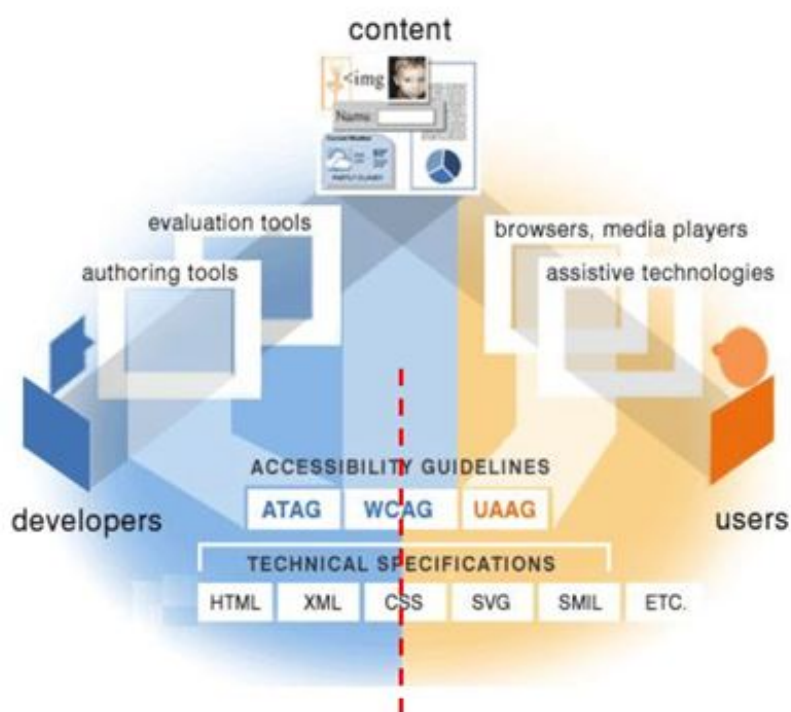 content
<img
Name
evaluation tools
authoring tools
browsers, media players
assistive technologies
developers
users
ACCESSIBILITY GUIDELINES
ATAG WCAG UAAG
TECHNICAL SPECIFICATIONS
HTML XML CSS SVG SMIL ETC.